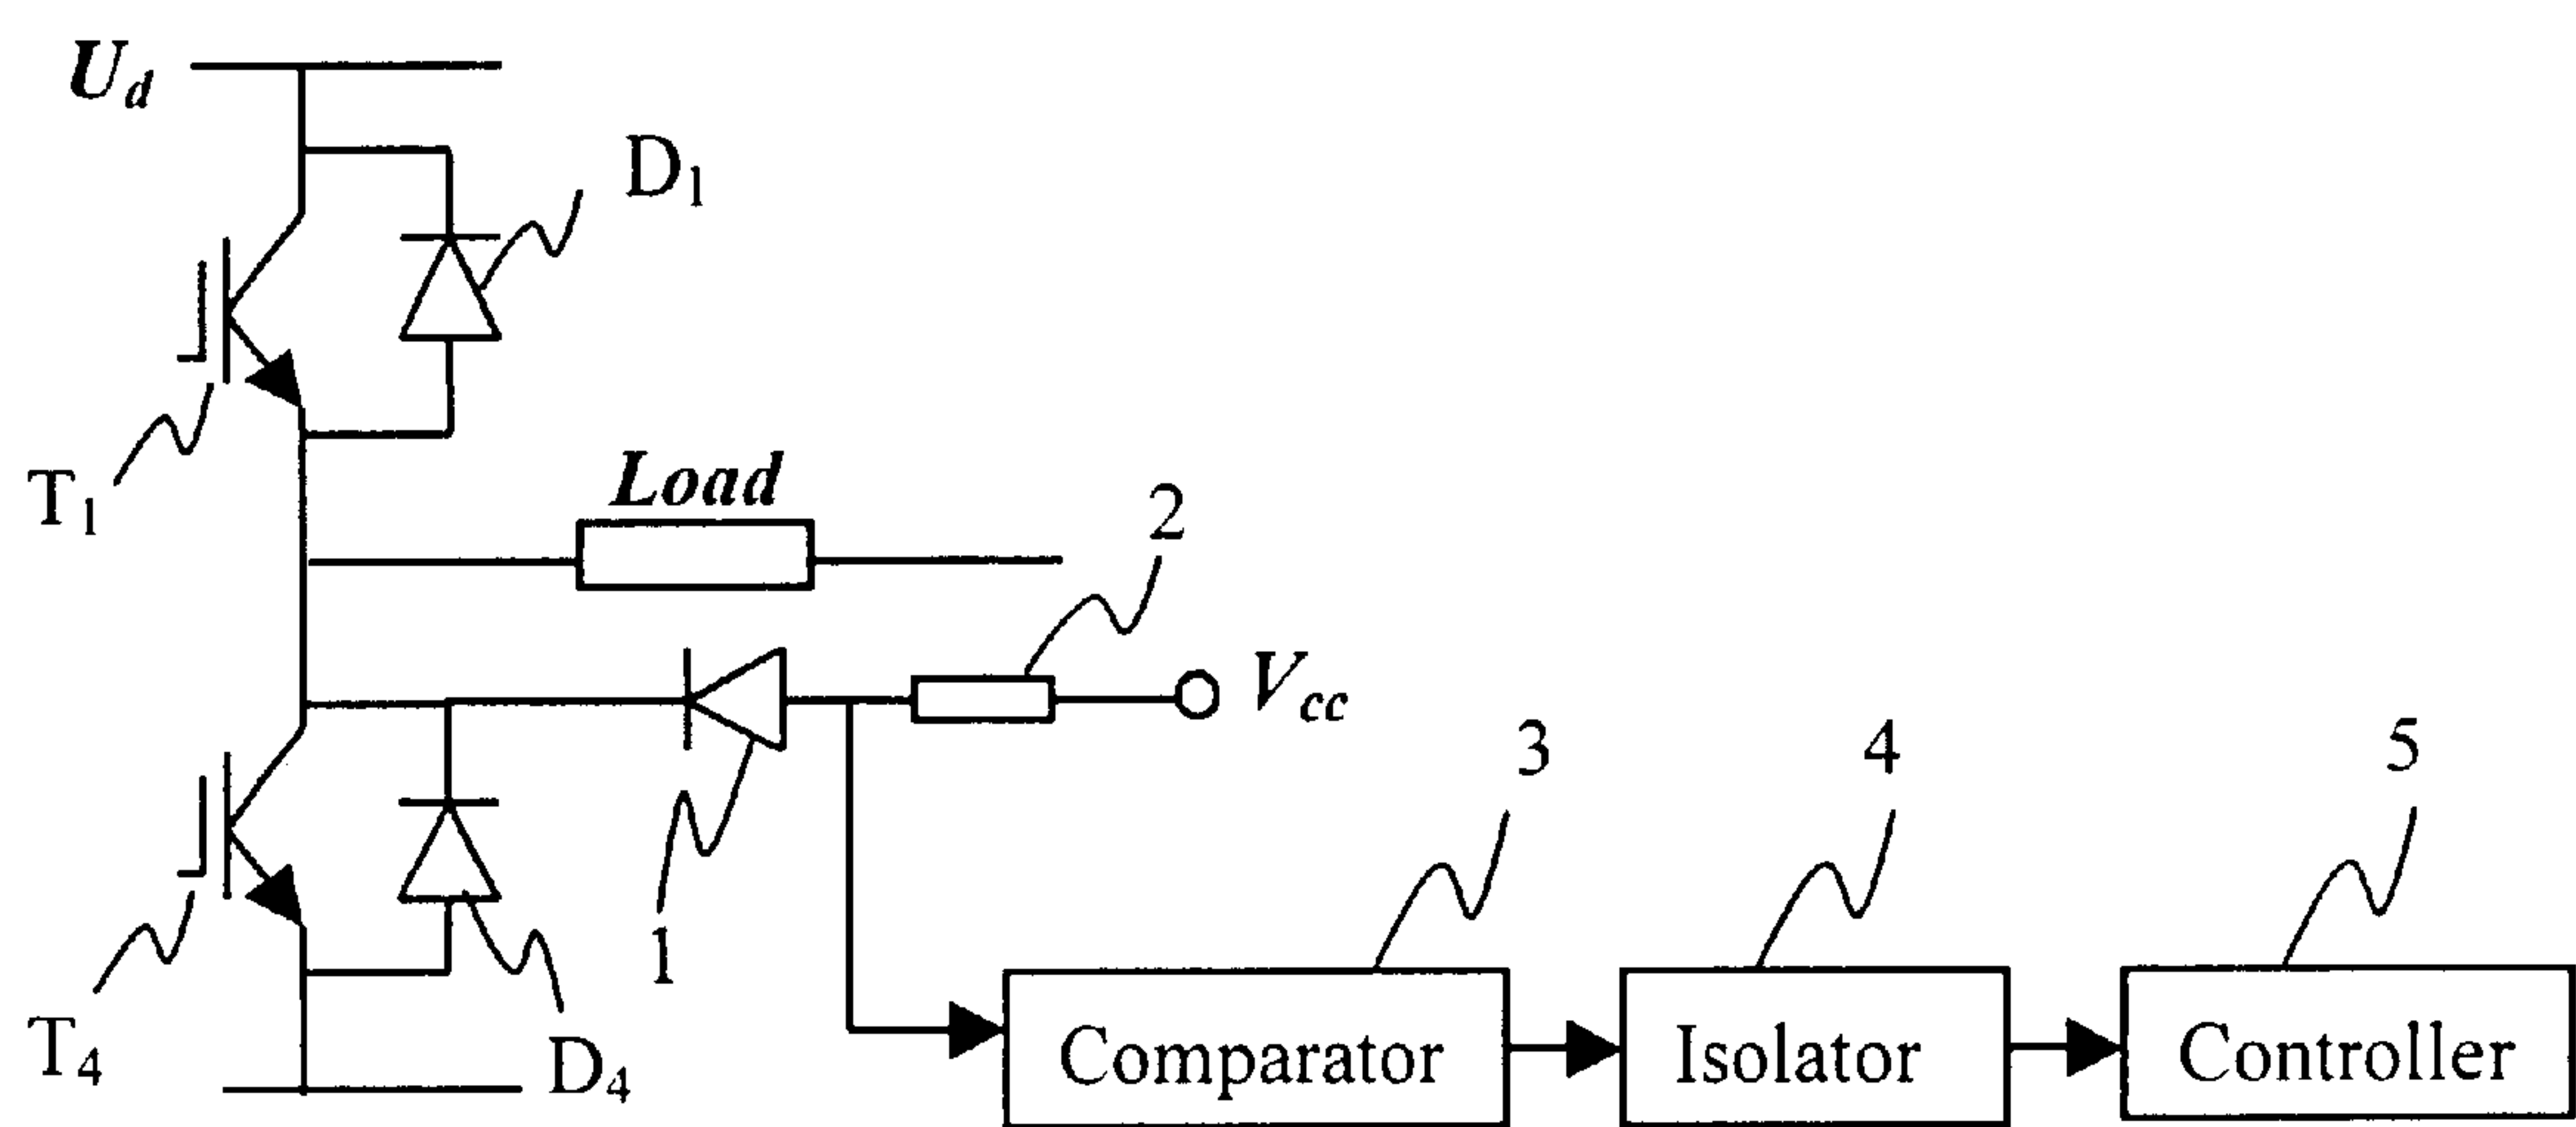 U_d
D_1
T_1
Load
2
V_cc
3
4
5
1
T_4
D_4
Comparator
Isolator
Controller